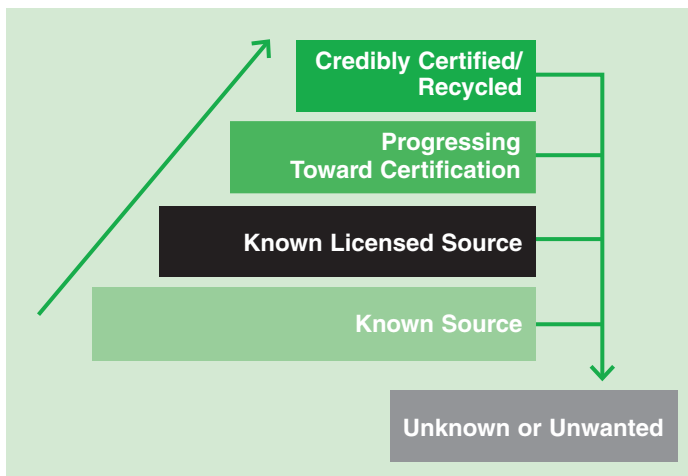 Credibly Certified/
Recycled
Progressing
Toward Certification
Known Licensed Source
Known Source
Unknown or Unwanted